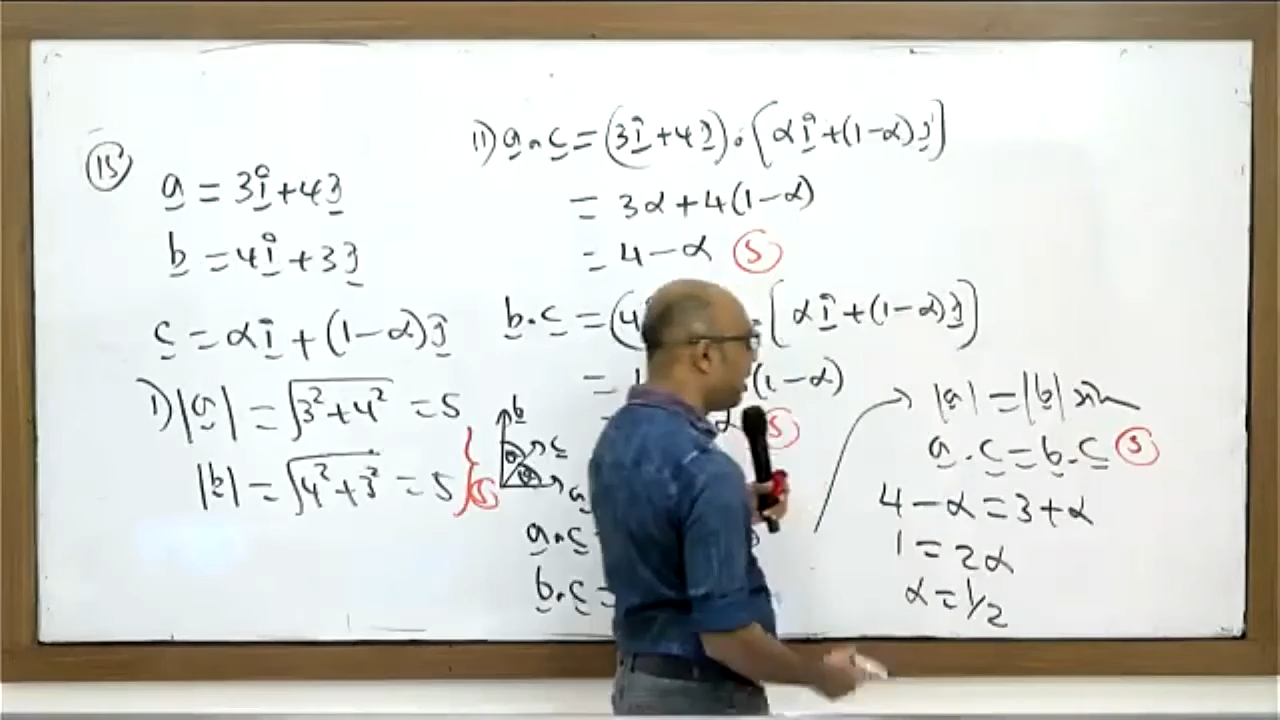 (15)
a = 3i + 4j
b = 4i + 3j
c = αi + (1 − α)j
I) |a| = √3² + 4² = 5
|b| = √4² + 3² = 5 } (5)
b
θ c
θ a
II) a . c = (3i + 4j) . [αi + (1 − α)j]
= 3α + 4(1 − α)
= 4 − α (5)
b . c = (4 [αi + (1 − α)j]
= (1 − α)
α (5)
a . c
b . c =
→ |a| = |b|
a . c = b . c (5)
4 − α = 3 + α
1 = 2α
α = 1/2